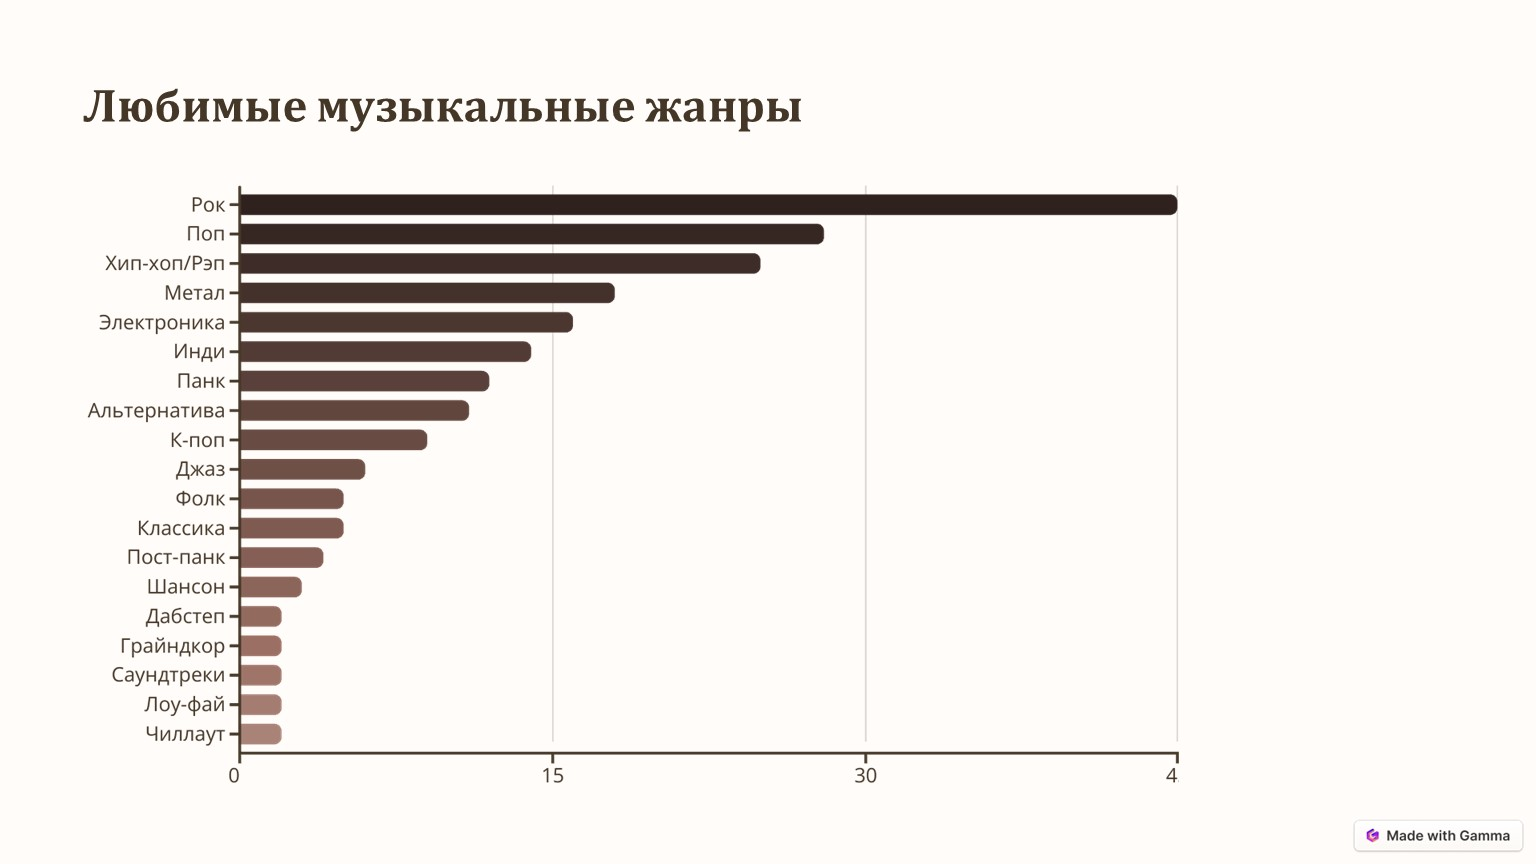 Любимые музыкальные жанры
Рок
Поп
Хип-хоп/Рэп
Метал
Электроника
Инди
Панк
Альтернатива
К-поп
Джаз
Фолк
Классика
Пост-панк
Шансон
Дабстеп
Грайндкор
Саундтреки
Лоу-фай
Чиллаут
0 15 30 4
Made with Gamma